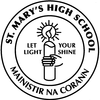 ST. MARY'S HIGH SCHOOL
LET YOUR
LIGHT SHINE
MAINISTIR NA CORANN